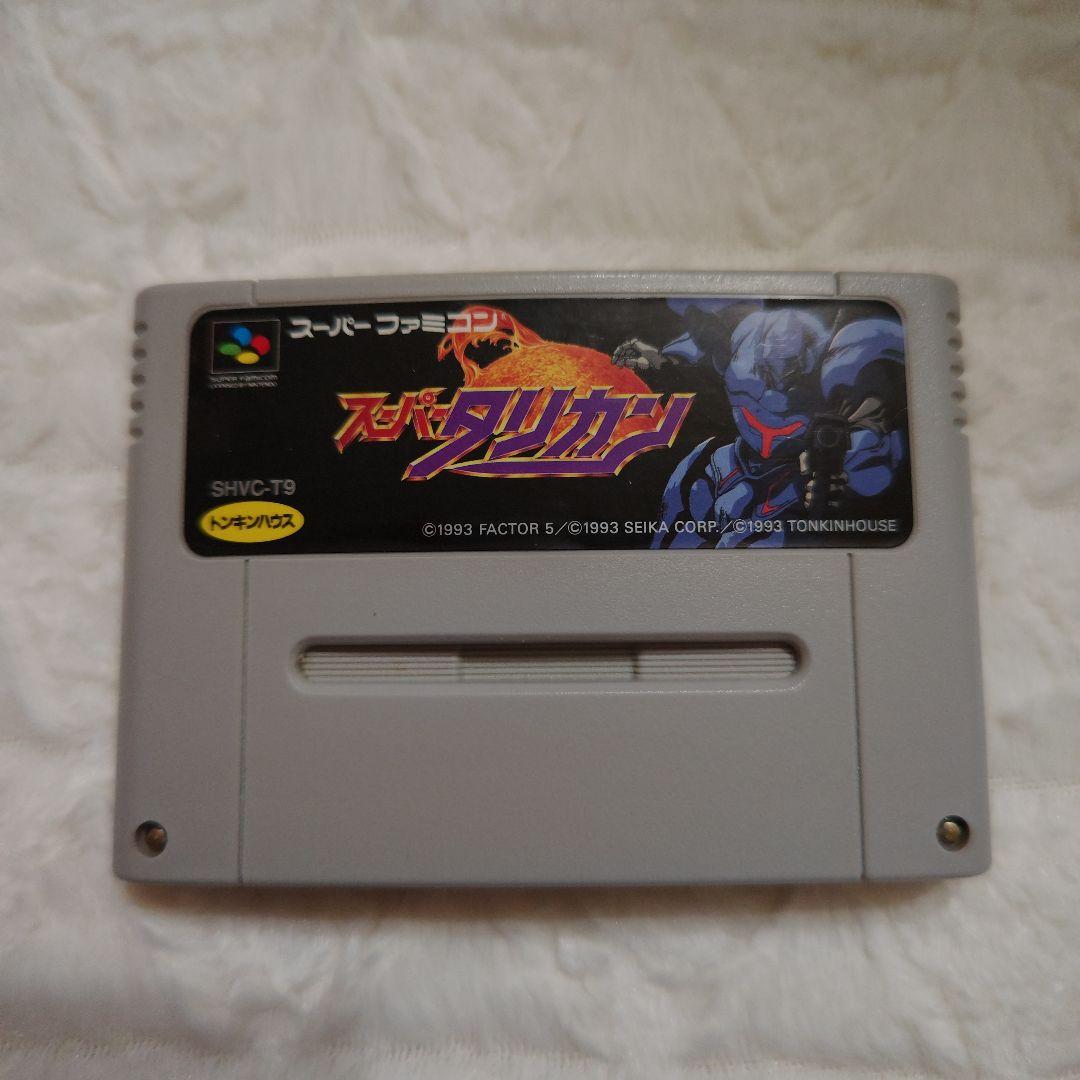 スーパーファミコン
SUPER Famicom
スーパータリカン
SHVC-T9
トンキンハウス
©1993 FACTOR 5/©1993 SEIKA CORP./©1993 TONKINHOUSE